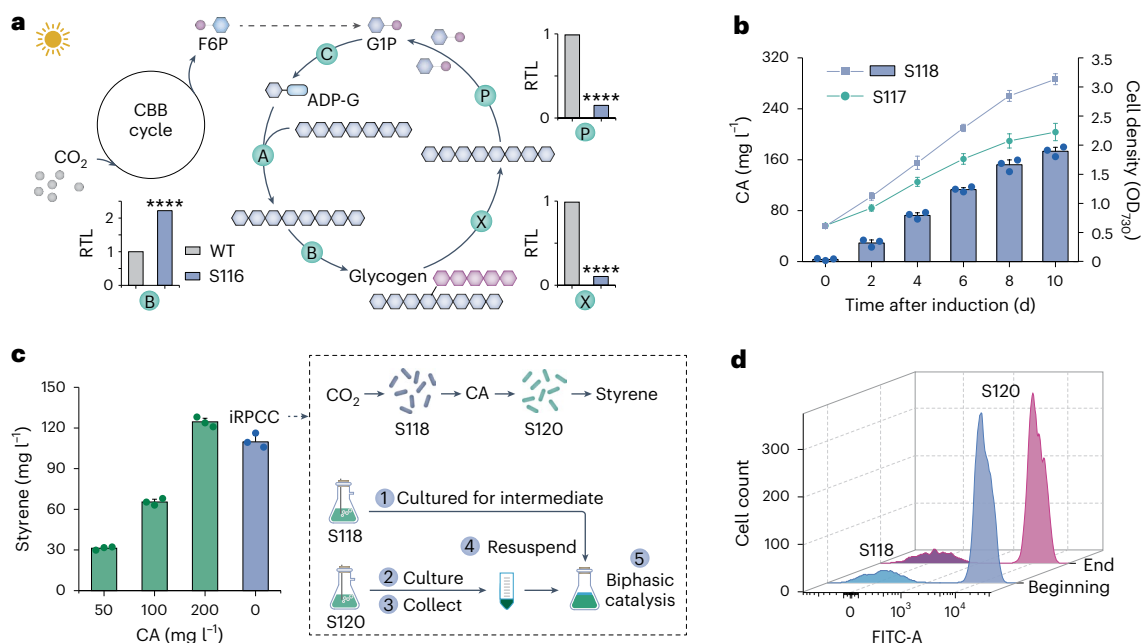 a
F6P
G1P
C
ADP-G
CBB
cycle
CO2
A
P
B
X
Glycogen
RTL
2
1
0
****
WT
S116
B
RTL
1
0
****
P
RTL
1
0
****
X
b
CA (mg l−1)
320
240
160
80
0
S118
S117
3.5
3.0
2.5
2.0
1.5
1.0
0.5
0
Cell density (OD730)
0 2 4 6 8 10
Time after induction (d)
c
Styrene (mg l−1)
150
120
90
60
30
0
iRPCC
50 100 200 0
CA (mg l−1)
CO2 CA Styrene
S118 S120
S118
1 Cultured for intermediate
4 Resuspend
5
Biphasic
catalysis
S120
2 Culture
3 Collect
d
Cell count
300
200
100
0
S120
S118
End
Beginning
0 103 104
FITC-A